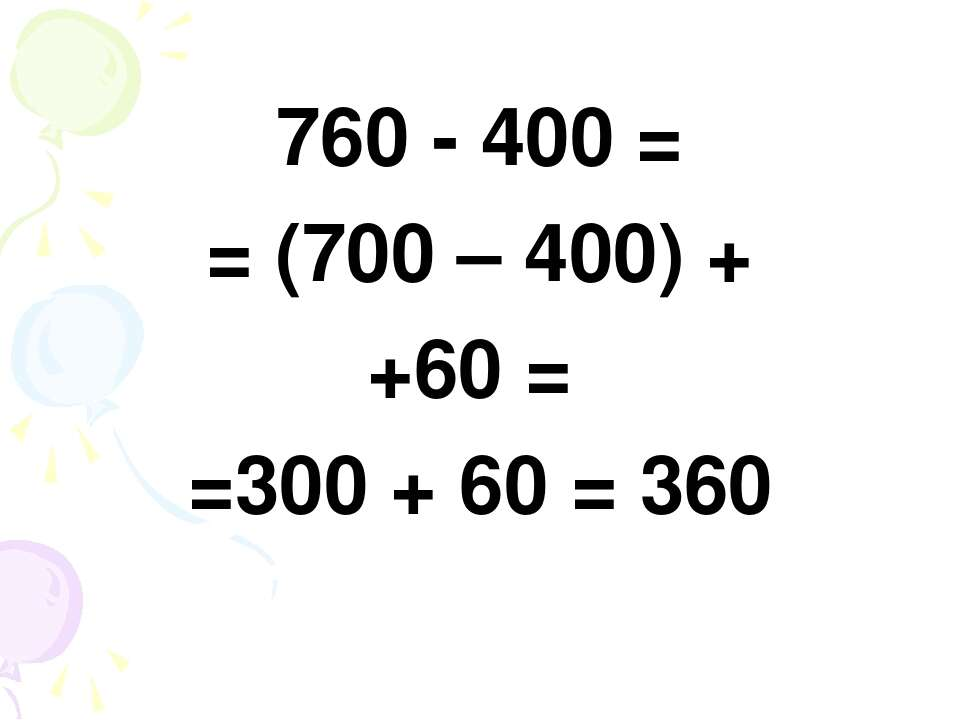 760 - 400 =
= (700 – 400) +
+60 =
=300 + 60 = 360